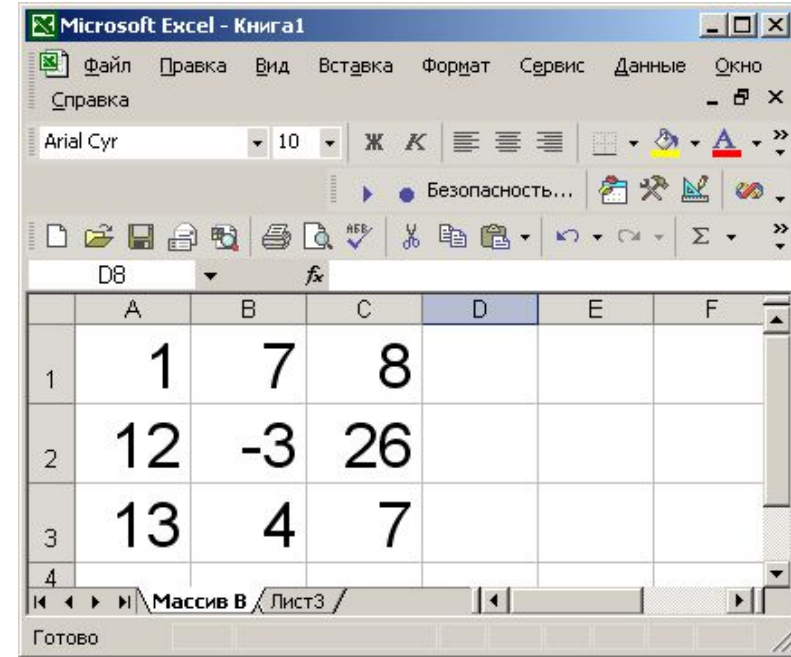 Microsoft Excel - Книга1
Файл Правка Вид Вставка Формат Сервис Данные Окно
Справка
Arial Cyr 10 Ж К A
Безопасность...
D8 fx
A B C D E F
1 1 7 8
2 12 -3 26
3 13 4 7
4
Массив В Лист3
Готово